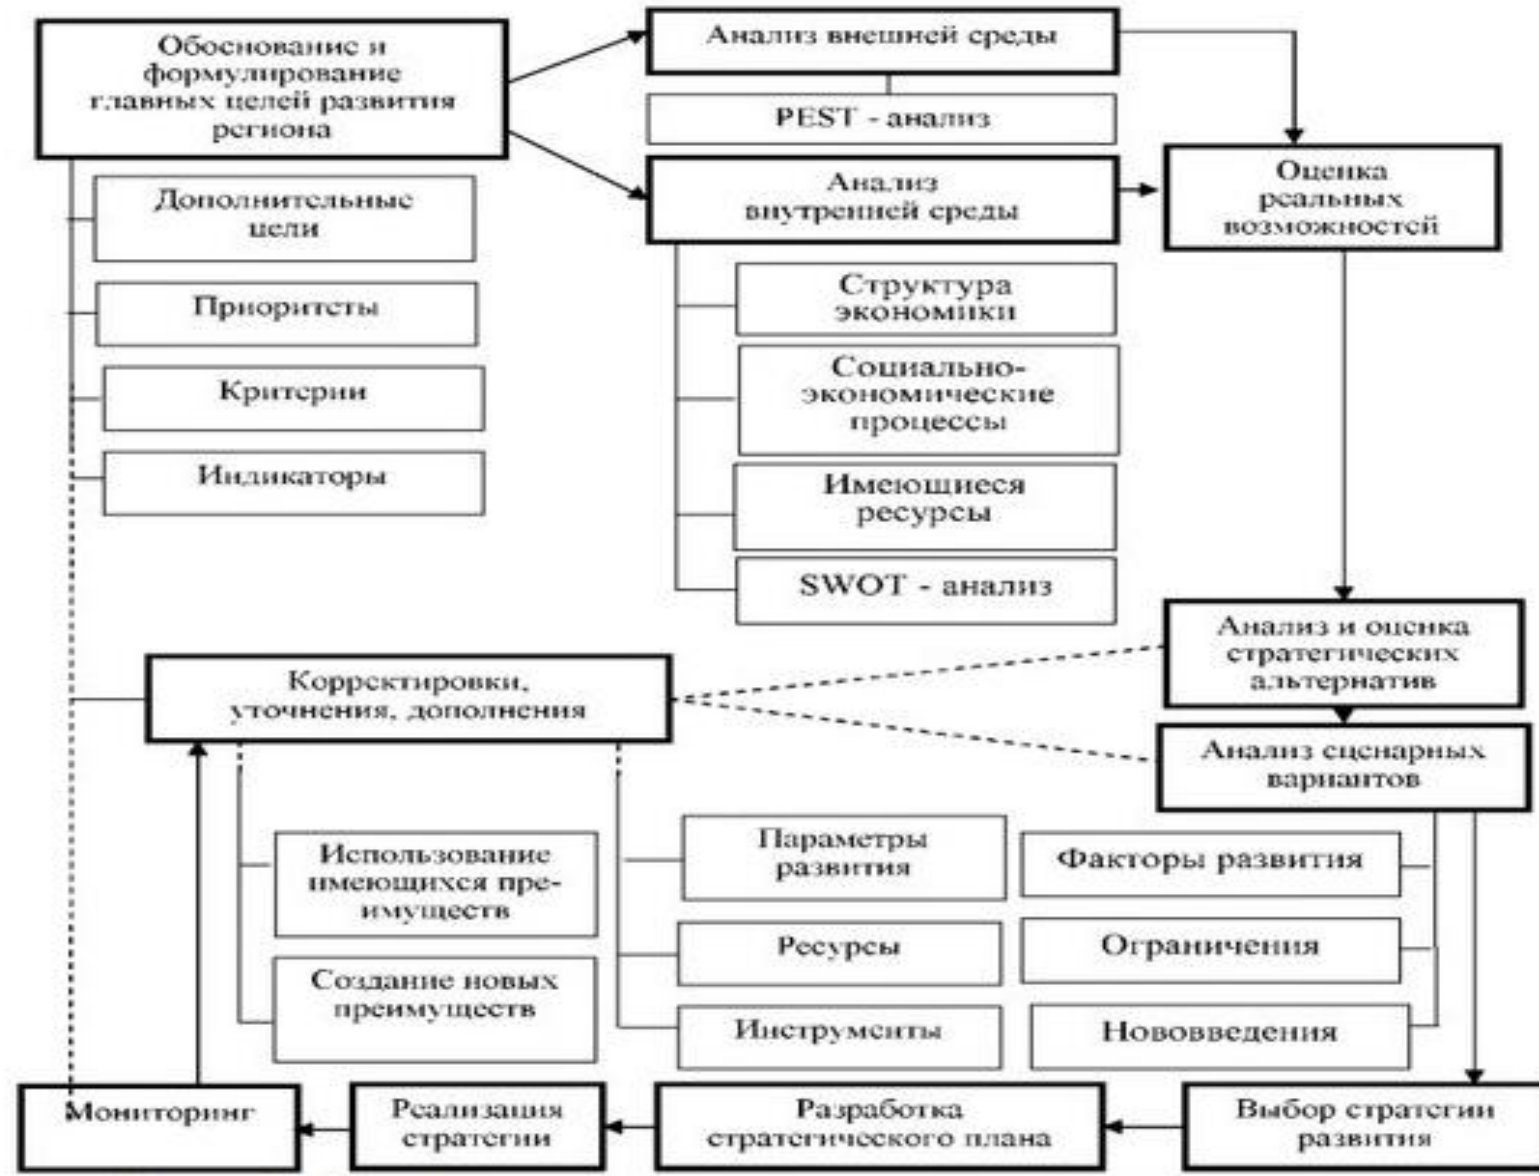 Обоснование и
формулирование
главных целей развития
региона
Анализ внешней среды
PEST - анализ
Анализ
внутренней среды
Оценка
реальных
возможностей
Дополнительные
цели
Приоритеты
Критерии
Индикаторы
Структура
экономики
Социально-
экономические
процессы
Имеющиеся
ресурсы
SWOT - анализ
Анализ и оценка
стратегических
альтернатив
Корректировки,
уточнения, дополнения
Анализ сценарных
вариантов
Использование
имеющихся пре-
имуществ
Создание новых
преимуществ
Параметры
развития
Ресурсы
Инструменты
Факторы развития
Ограничения
Нововведения
Мониторинг
Реализация
стратегии
Разработка
стратегического плана
Выбор стратегии
развития